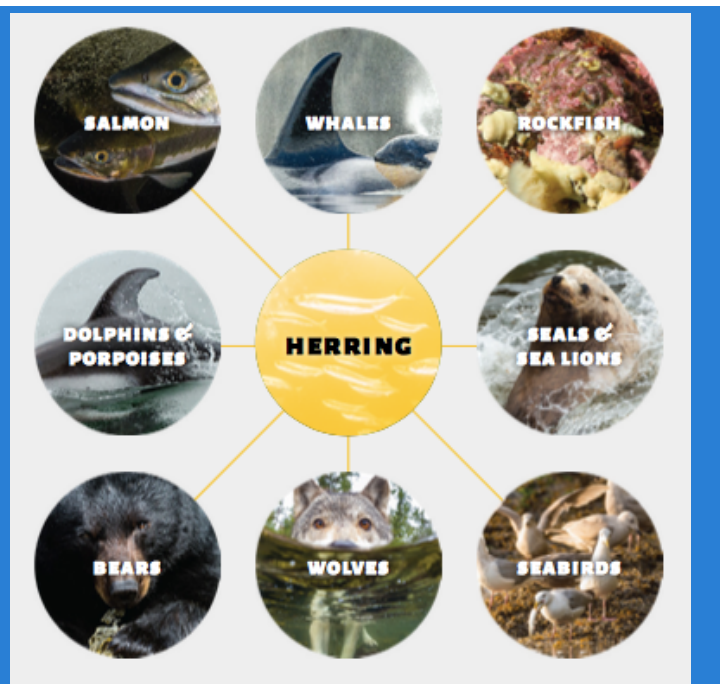 SALMON
WHALES
ROCKFISH
DOLPHINS &
PORPOISES
HERRING
SEALS &
SEA LIONS
BEARS
WOLVES
SEABIRDS